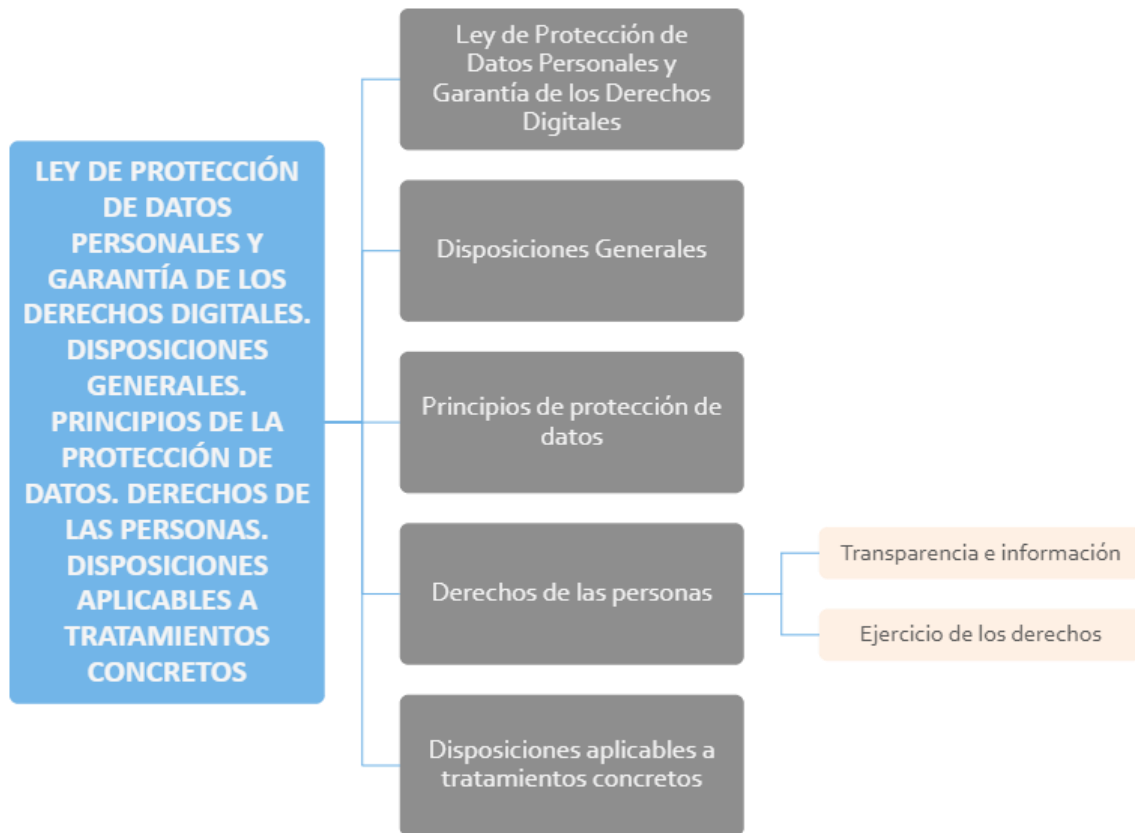 LEY DE PROTECCIÓN
DE DATOS
PERSONALES Y
GARANTÍA DE LOS
DERECHOS DIGITALES.
DISPOSICIONES
GENERALES.
PRINCIPIOS DE LA
PROTECCIÓN DE
DATOS. DERECHOS DE
LAS PERSONAS.
DISPOSICIONES
APLICABLES A
TRATAMIENTOS
CONCRETOS
Ley de Protección de
Datos Personales y
Garantía de los Derechos
Digitales
Disposiciones Generales
Principios de protección de
datos
Derechos de las personas
Transparencia e información
Ejercicio de los derechos
Disposiciones aplicables a
tratamientos concretos